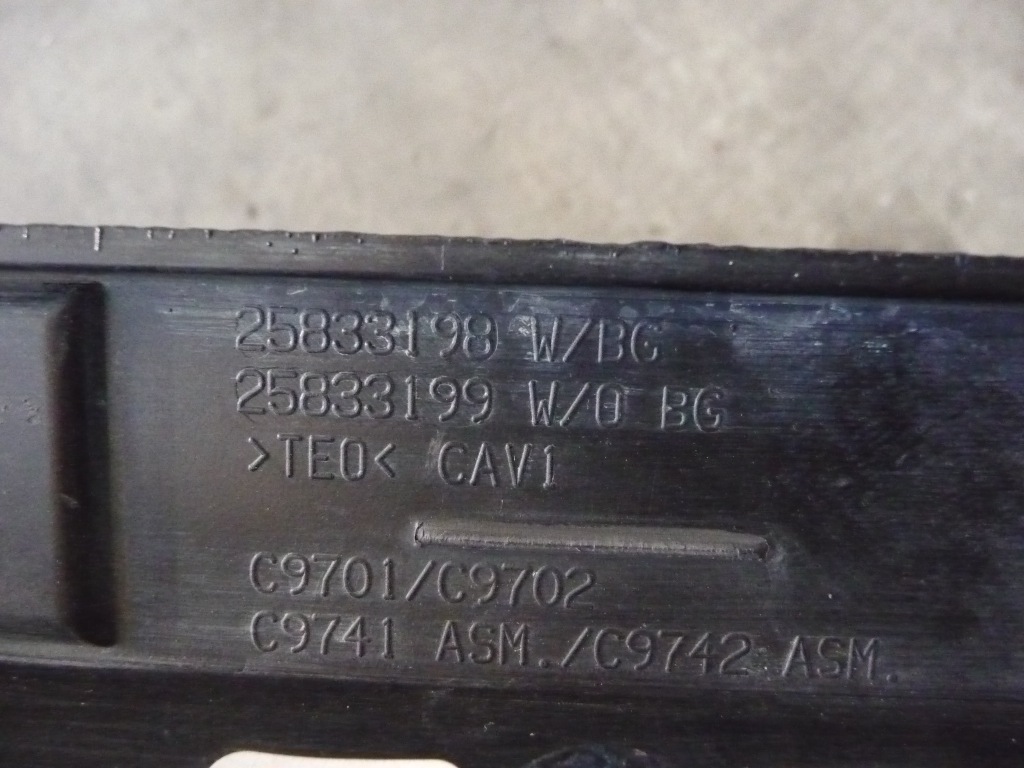 25833198 W/BG
25833199 W/O BG
>TEO< CAV1
C9701/C9702
C9741 ASM./C9742 ASM.